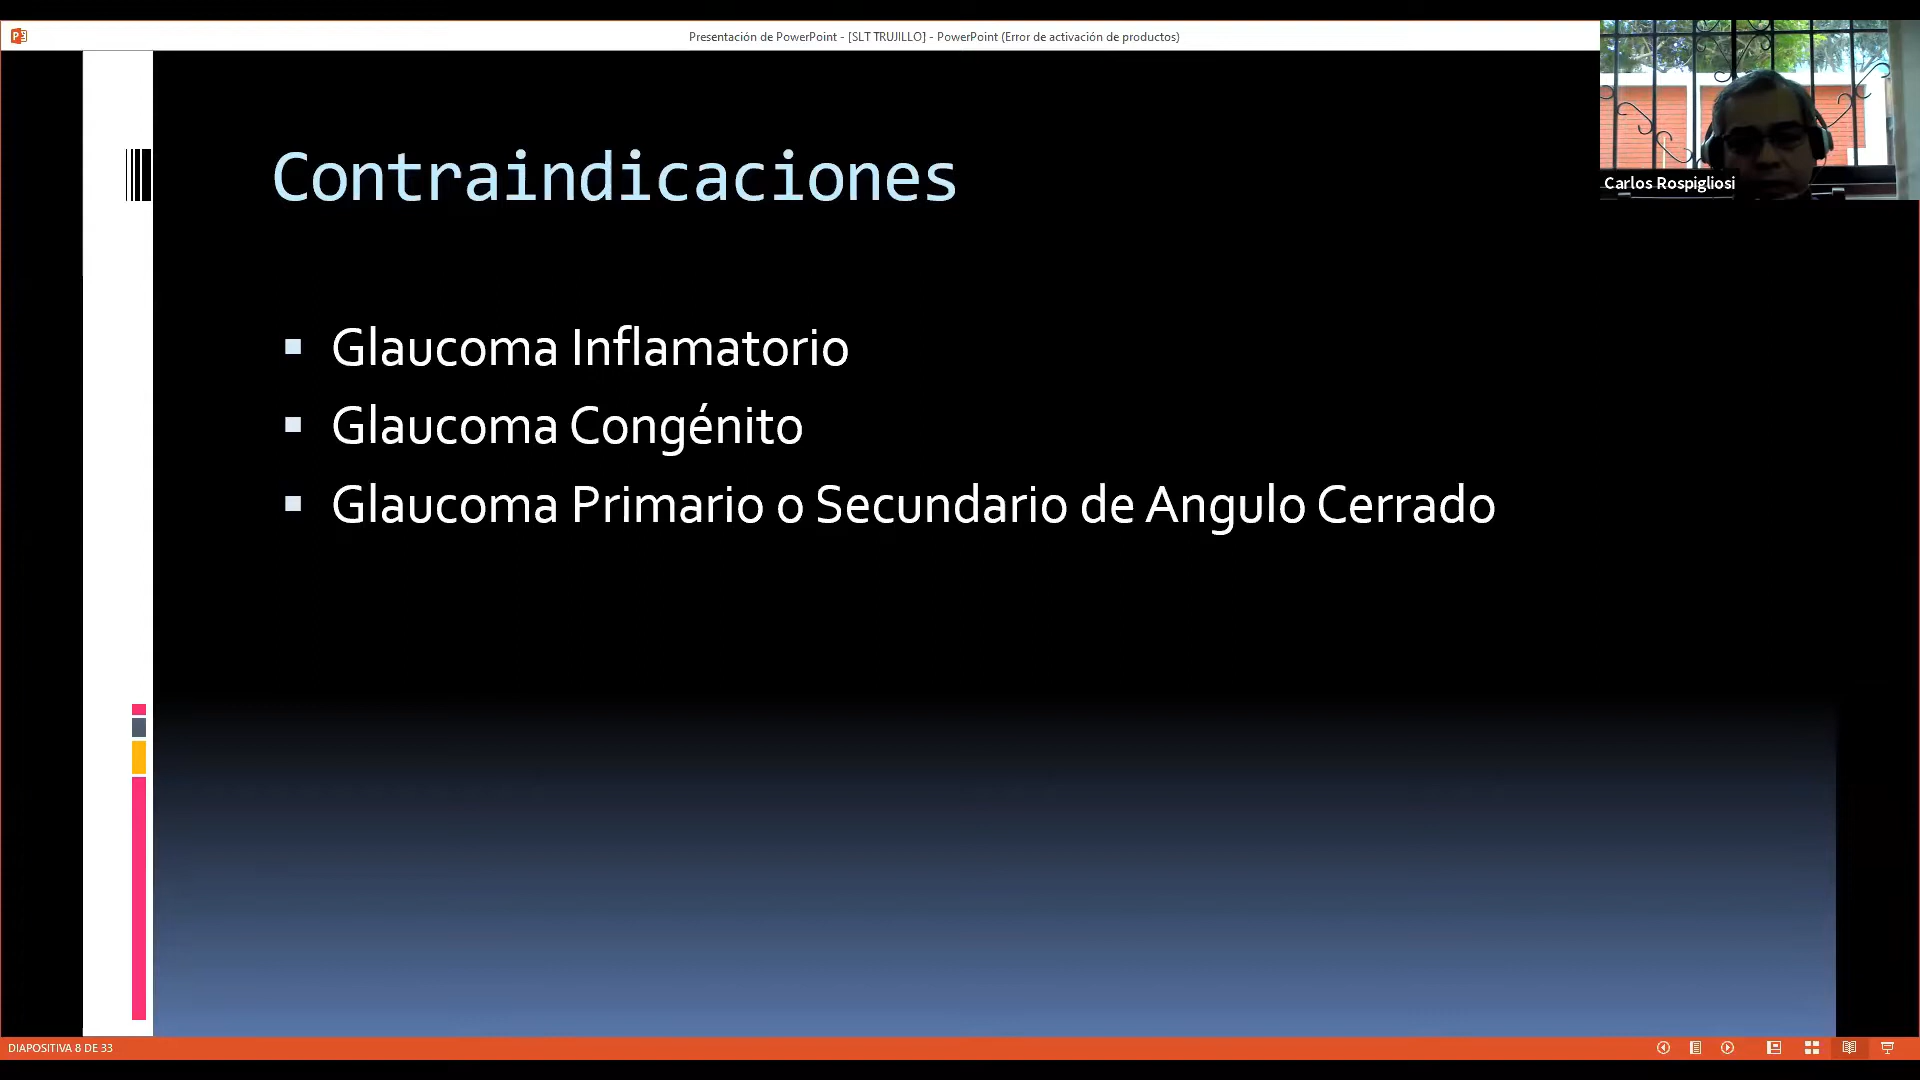 Presentación de PowerPoint - [SLT TRUJILLO] - PowerPoint (Error de activación de productos)
Carlos Rospigliosi
Contraindicaciones
Glaucoma Inflamatorio
Glaucoma Congénito
Glaucoma Primario o Secundario de Angulo Cerrado
DIAPOSITIVA 8 DE 33